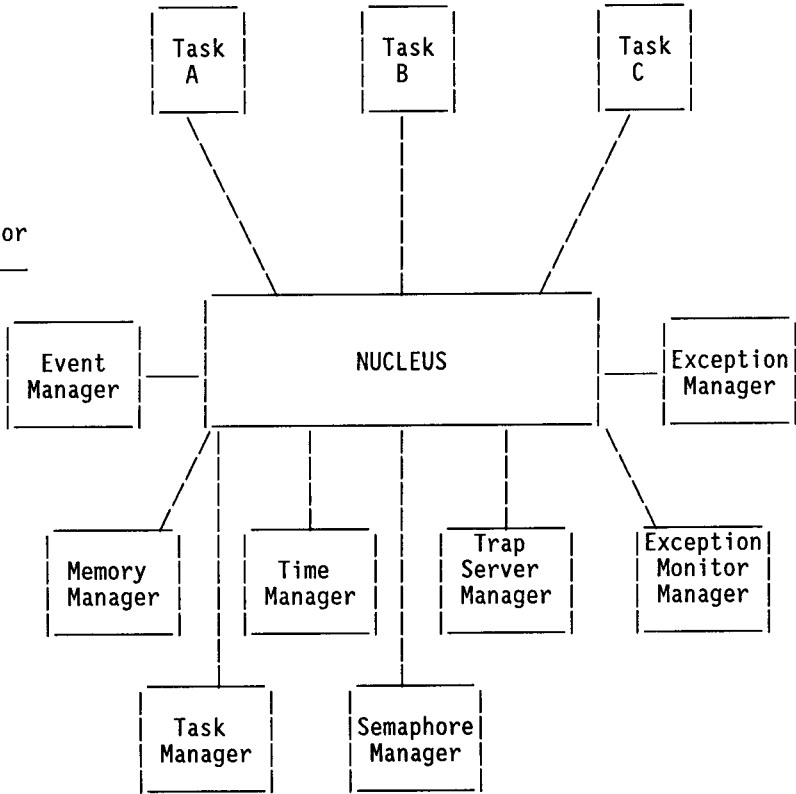 Task
A
Task
B
Task
C
or
NUCLEUS
Event
Manager
Exception
Manager
Memory
Manager
Time
Manager
Trap
Server
Manager
Exception
Monitor
Manager
Task
Manager
Semaphore
Manager